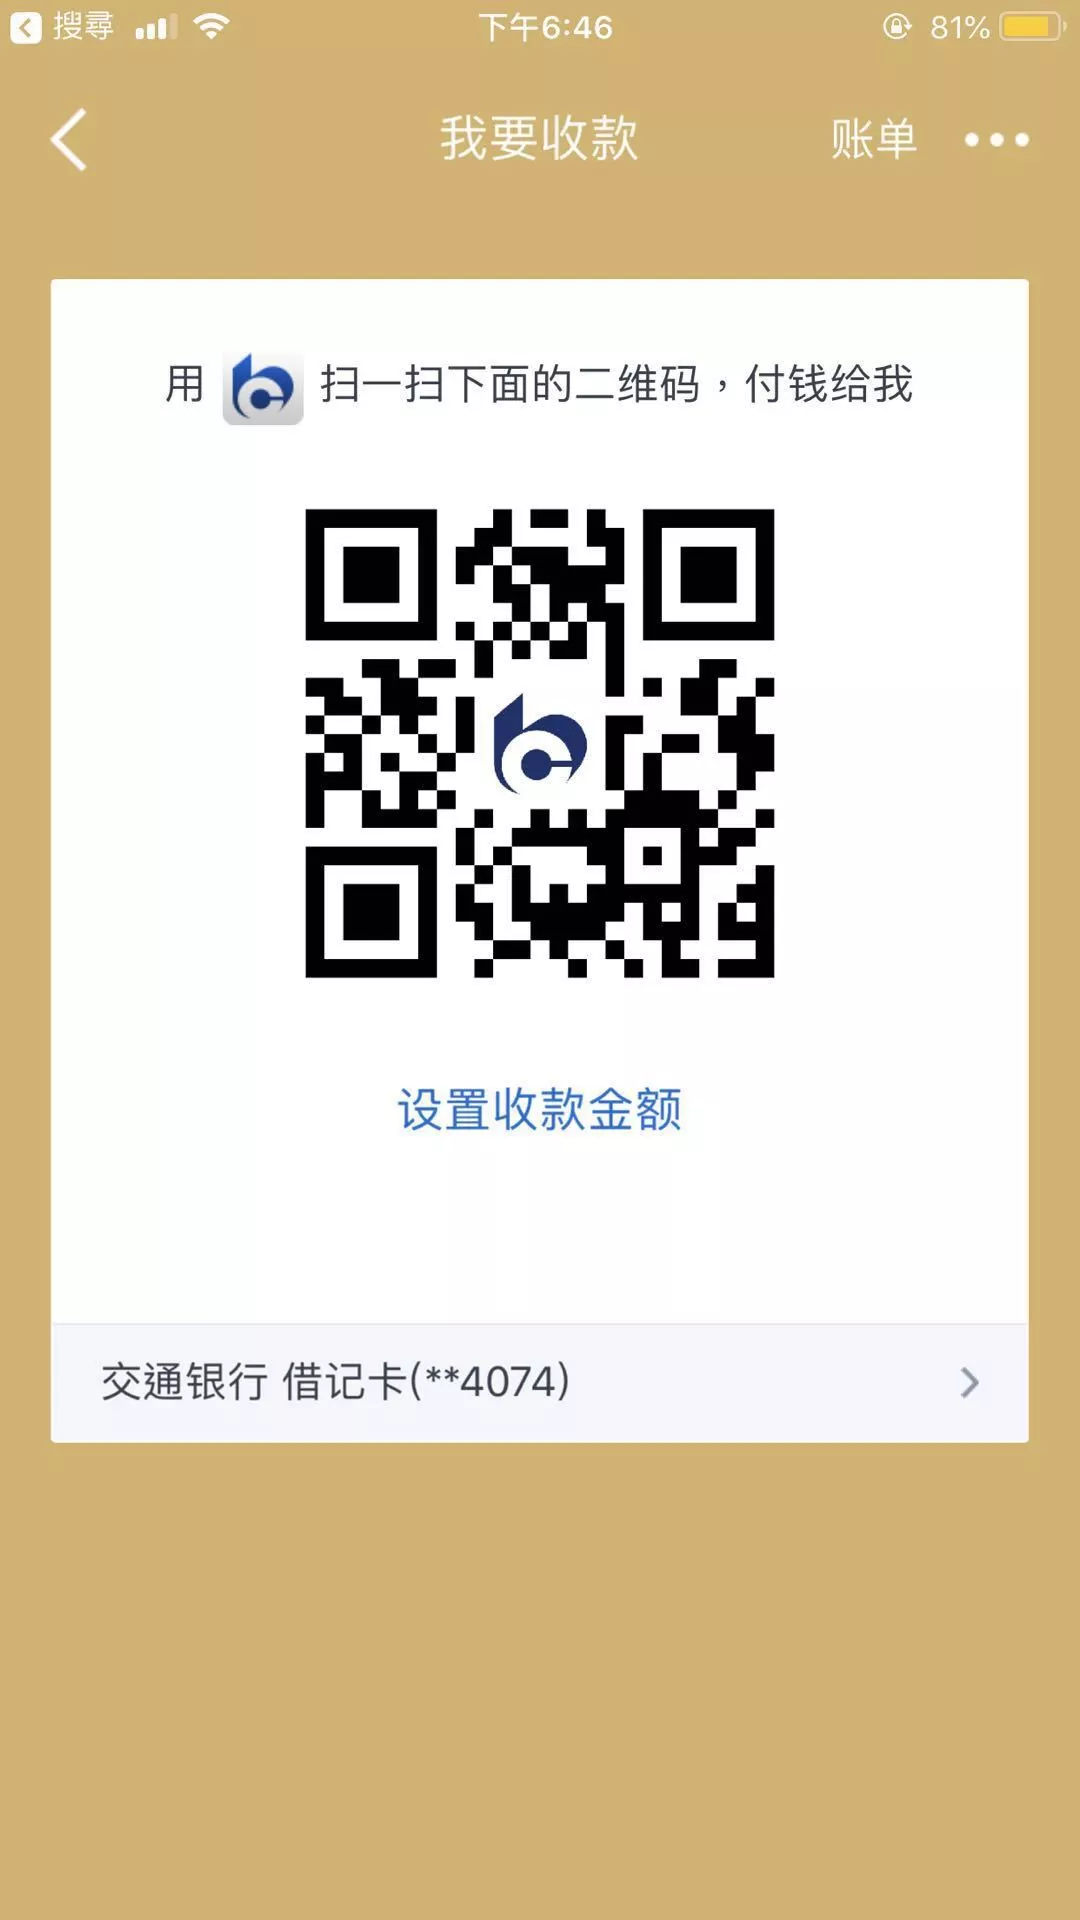 搜尋
下午6:46
81%
我要收款
账单
用 扫一扫下面的二维码，付钱给我
设置收款金额
交通银行 借记卡(**4074)